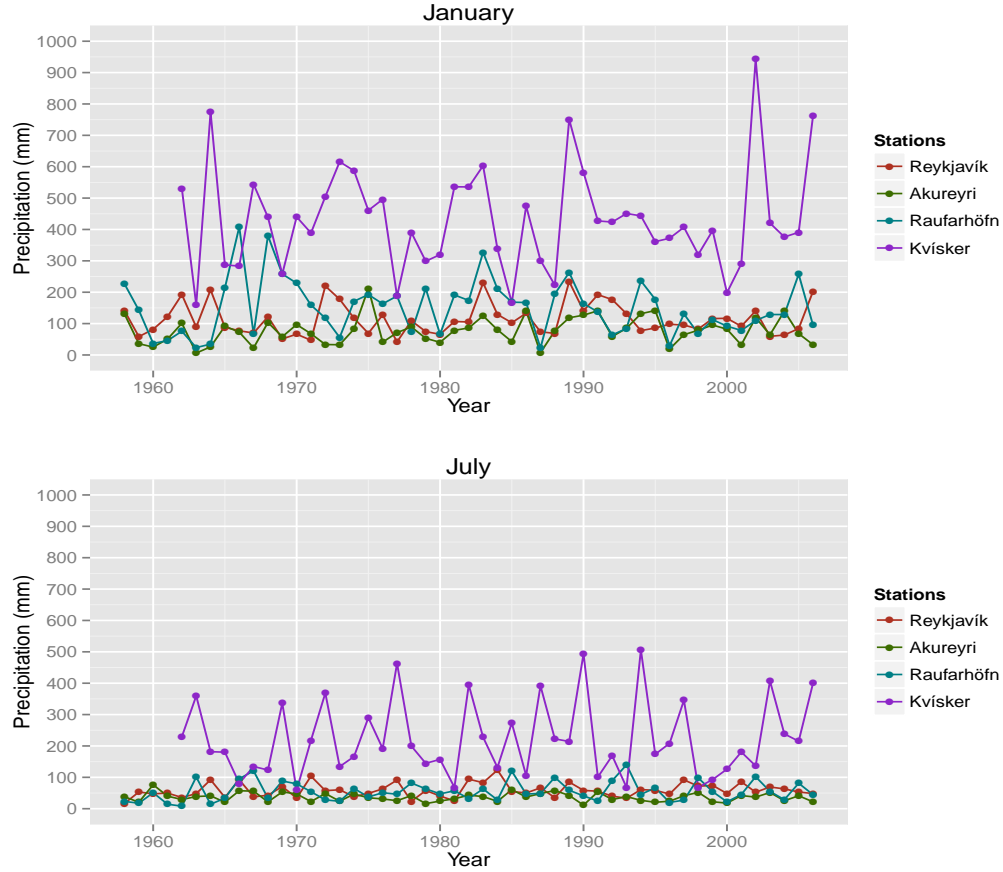 January
1000
900
800
700
600
500
400
300
200
100
0
Precipitation (mm)
1960 1970 1980 1990 2000
Year
Stations
Reykjavík
Akureyri
Raufarhöfn
Kvísker
July
1000
900
800
700
600
500
400
300
200
100
0
Precipitation (mm)
1960 1970 1980 1990 2000
Year
Stations
Reykjavík
Akureyri
Raufarhöfn
Kvísker